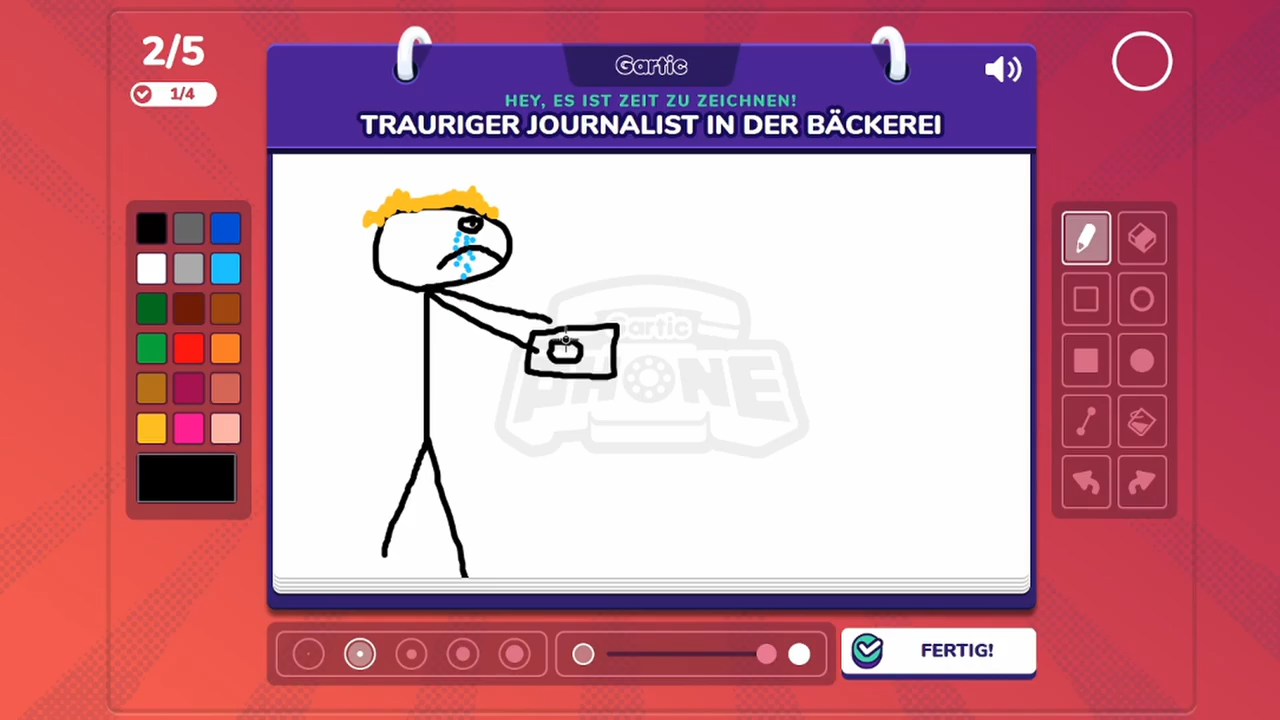 2/5
1/4
Gartic
HEY, ES IST ZEIT ZU ZEICHNEN!
TRAURIGER JOURNALIST IN DER BÄCKEREI
Gartic
PHONE
FERTIG!